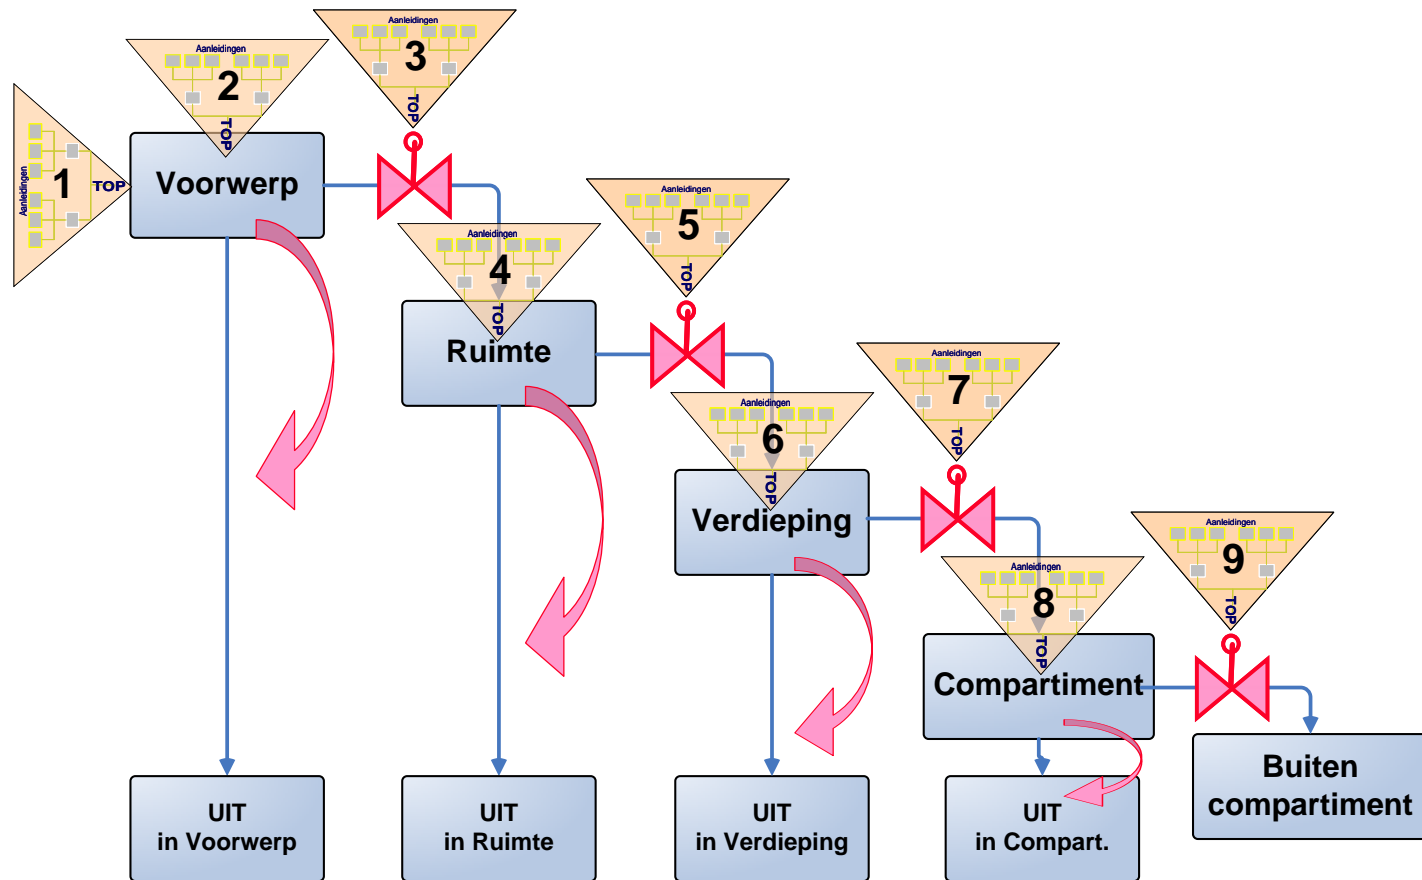 Aanleidingen
3
TOP
Aanleidingen
2
TOP
Aanleidingen
1
TOP
Voorwerp
Aanleidingen
5
TOP
Aanleidingen
4
TOP
Ruimte
Aanleidingen
7
TOP
Aanleidingen
6
TOP
Verdieping
Aanleidingen
9
TOP
Aanleidingen
8
TOP
Compartiment
Buiten
compartiment
UIT
in Voorwerp
UIT
in Ruimte
UIT
in Verdieping
UIT
in Compart.